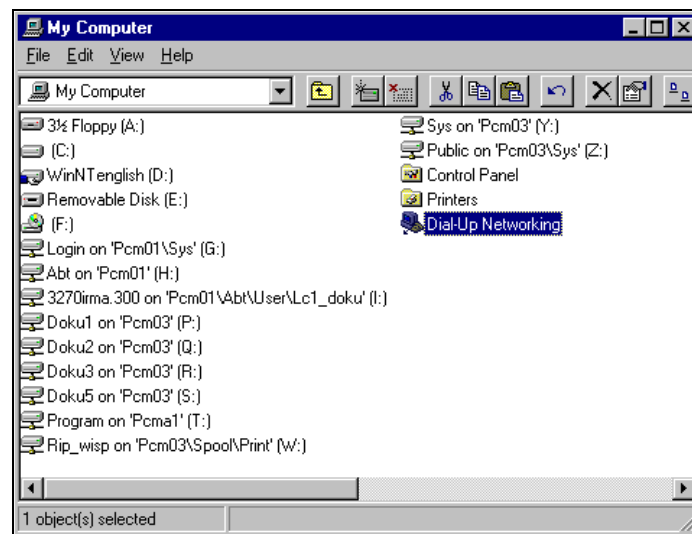 My Computer
File Edit View Help
My Computer
3½ Floppy (A:)
(C:)
WinNTenglish (D:)
Removable Disk (E:)
(F:)
Login on 'Pcm01\Sys' (G:)
Abt on 'Pcm01' (H:)
3270irma.300 on 'Pcm01\Abt\User\Lc1_doku' (I:)
Doku1 on 'Pcm03' (P:)
Doku2 on 'Pcm03' (Q:)
Doku3 on 'Pcm03' (R:)
Doku5 on 'Pcm03' (S:)
Program on 'Pcma1' (T:)
Rip_wisp on 'Pcm03\Spool\Print' (W:)
Sys on 'Pcm03' (Y:)
Public on 'Pcm03\Sys' (Z:)
Control Panel
Printers
Dial-Up Networking
1 object(s) selected